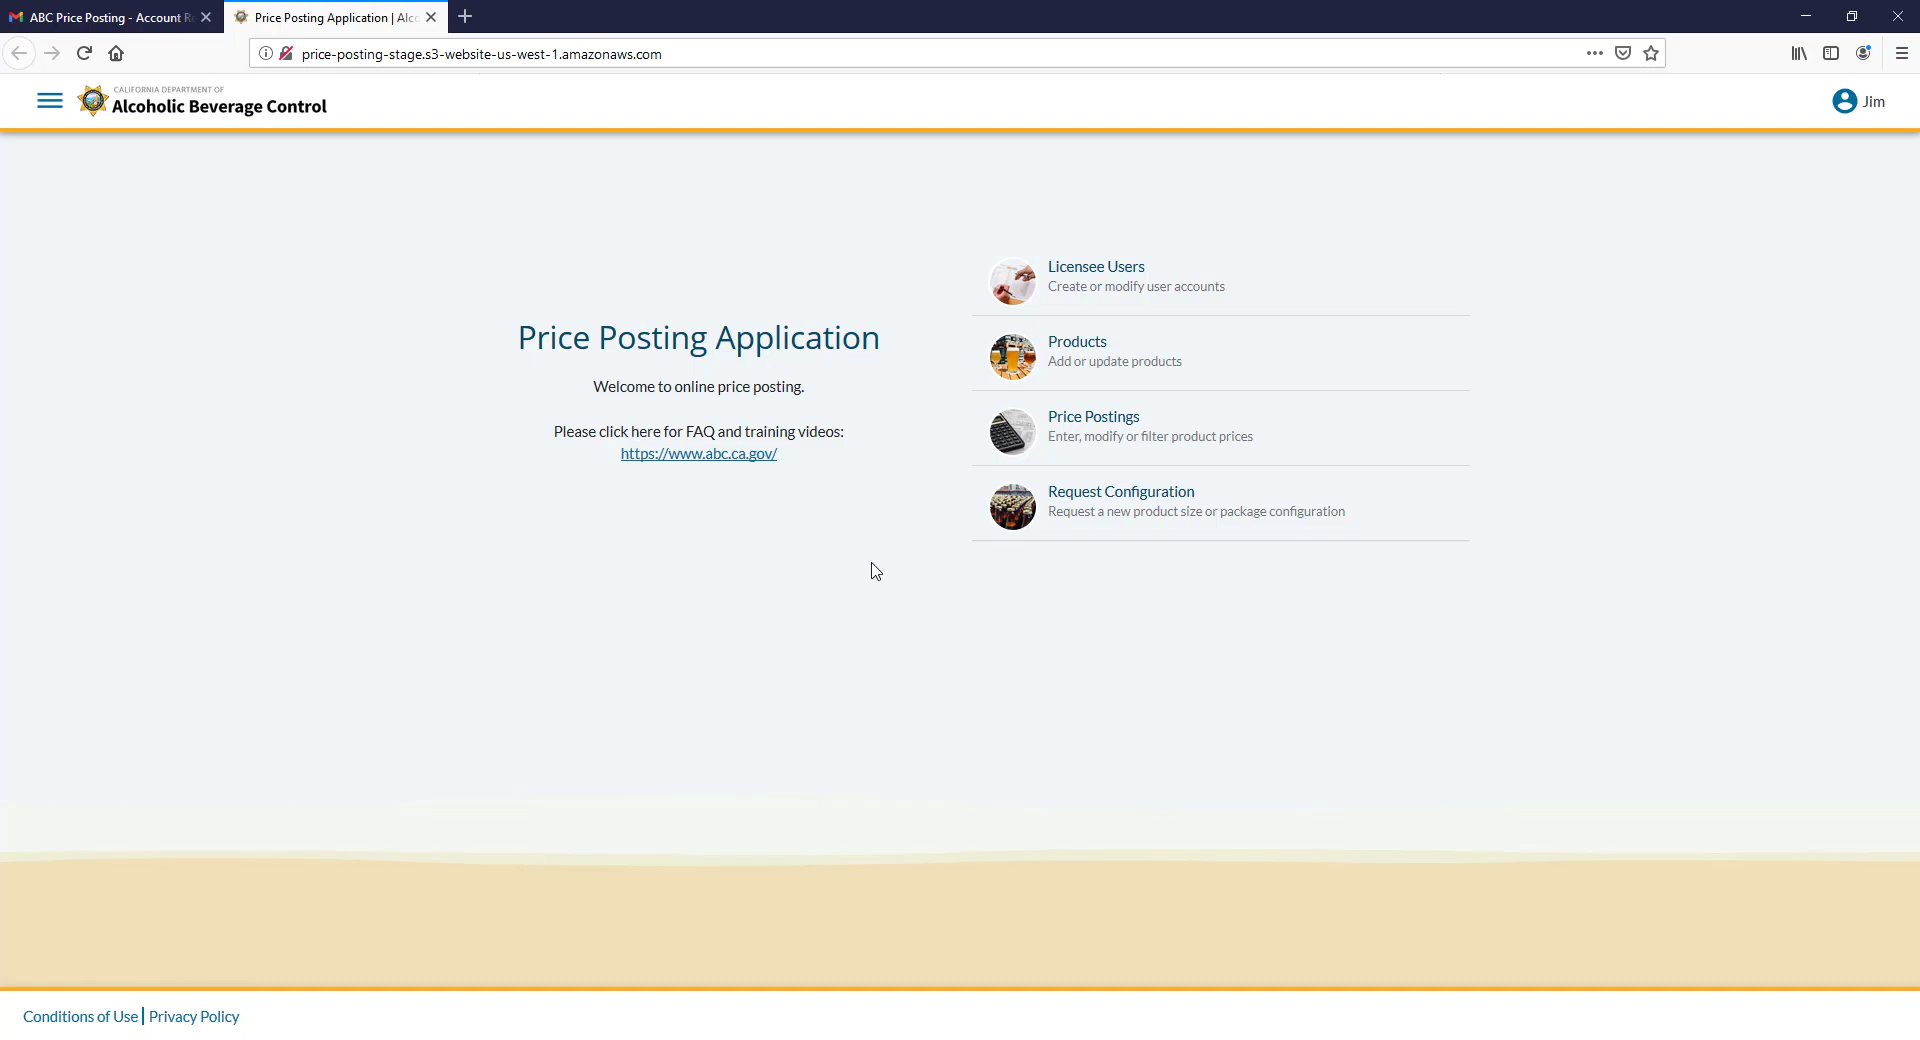 ABC Price Posting - Account R
Price Posting Application | Alc
price-posting-stage.s3-website-us-west-1.amazonaws.com
CALIFORNIA DEPARTMENT OF
Alcoholic Beverage Control
Jim
Licensee Users
Create or modify user accounts
Products
Add or update products
Price Posting Application
Welcome to online price posting.
Please click here for FAQ and training videos:
https://www.abc.ca.gov/
Price Postings
Enter, modify or filter product prices
Request Configuration
Request a new product size or package configuration
Conditions of Use | Privacy Policy